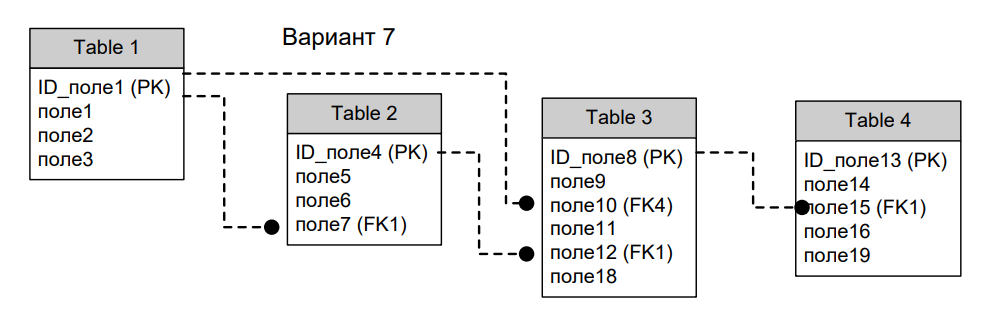 Вариант 7
Table 1
ID_поле1 (PK)
поле1
поле2
поле3
Table 2
ID_поле4 (PK)
поле5
поле6
поле7 (FK1)
Table 3
ID_поле8 (PK)
поле9
поле10 (FK4)
поле11
поле12 (FK1)
поле18
Table 4
ID_поле13 (PK)
поле14
поле15 (FK1)
поле16
поле19